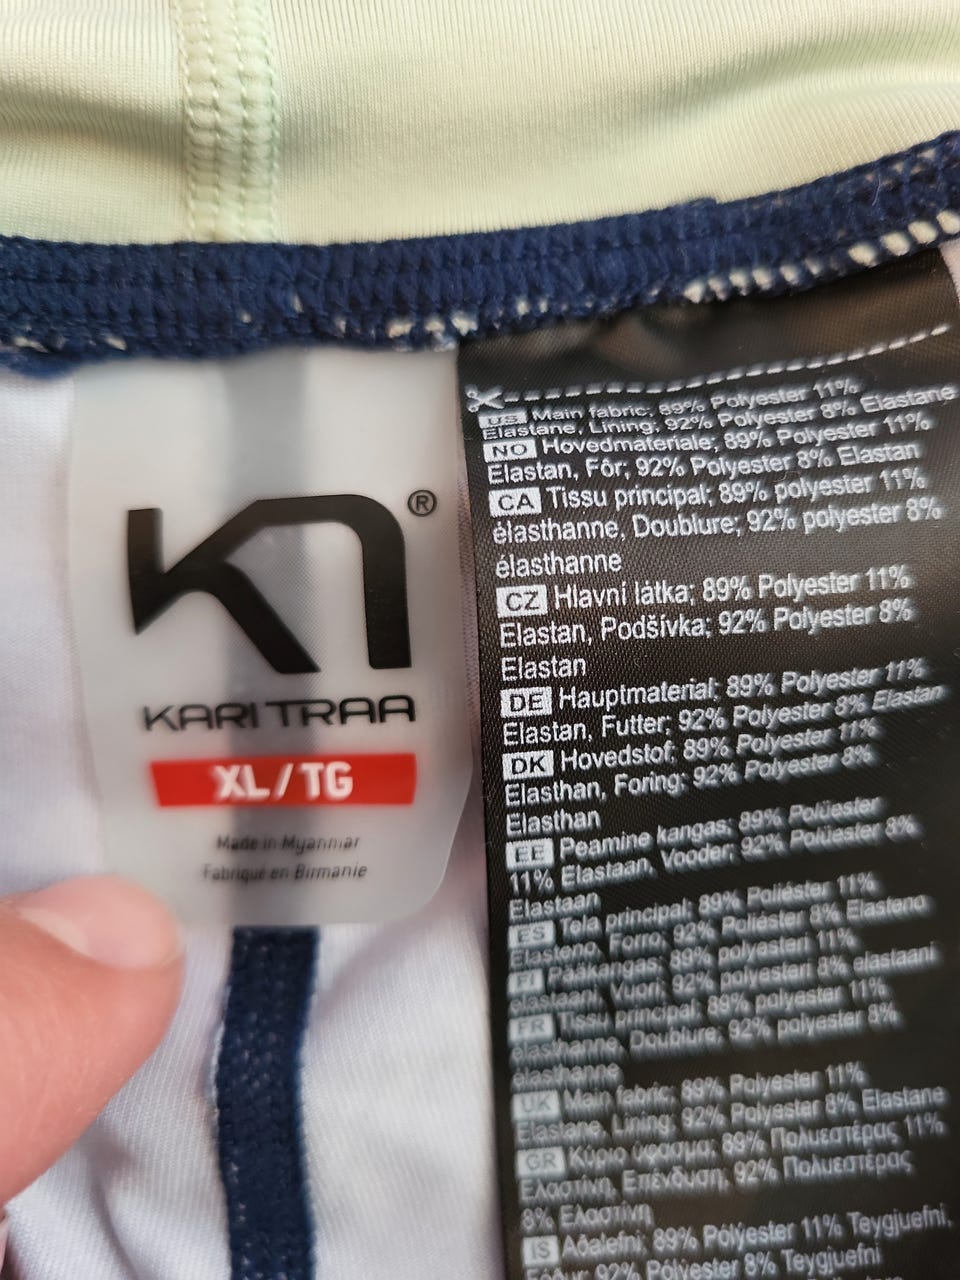 K1®
KARI TRAA
XL / TG
Made in Myanmar
Fabriqué en Birmanie
US Main fabric; 89% Polyester 11%
Elastane, Lining; 92% Polyester 8% Elastane
NO Hovedmateriale; 89% Polyester 11%
Elastan, Fôr; 92% Polyester 8% Elastan
CA Tissu principal; 89% polyester 11%
élasthanne, Doublure; 92% polyester 8%
élasthanne
CZ Hlavní látka; 89% Polyester 11%
Elastan, Podšívka; 92% Polyester 8%
Elastan
DE Hauptmaterial; 89% Polyester 11%
Elastan, Futter; 92% Polyester 8% Elastan
DK Hovedstof; 89% Polyester 11%
Elasthan, Foring; 92% Polyester 8%
Elasthan
EE Peamine kangas; 89% Polüester
11% Elastaan, Vooder; 92% Polüester 8%
Elastaan
ES Tela principal; 89% Poliéster 11%
Elasteno, Forro; 92% Poliéster 8% Elasteno
FI Pääkangas; 89% polyesteri 11%
elastaani, Vuori; 92% polyesteri 8% elastaani
FR Tissu principal; 89% polyester 11%
élasthanne, Doublure; 92% polyester 8%
élasthanne
UK Main fabric; 89% Polyester 11%
Elastane, Lining; 92% Polyester 8% Elastane
GR Κύριο ύφασμα; 89% Πολυεστέρας 11%
Ελαστίνη, Επένδυση; 92% Πολυεστέρας
8% Ελαστίνη
IS Aðalefni; 89% Pólýester 11% Teygjuefni,
Fóður; 92% Pólýester 8% Teygjuefni